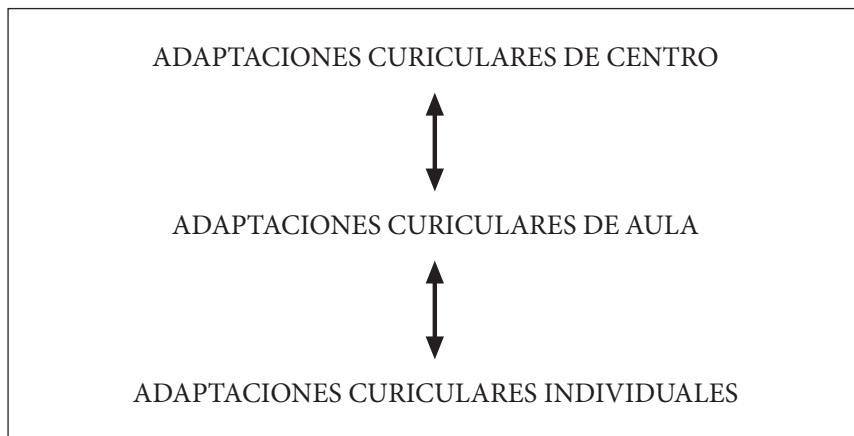 ADAPTACIONES CURICULARES DE CENTRO
ADAPTACIONES CURICULARES DE AULA
ADAPTACIONES CURICULARES INDIVIDUALES